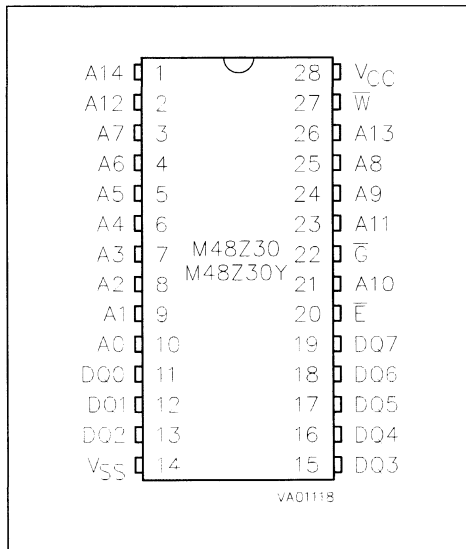 A14 1 28 VCC
A12 2 27 W
A7 3 26 A13
A6 4 25 A8
A5 5 24 A9
A4 6 23 A11
A3 7 M48Z30 22 G
M48Z30Y
A2 8 21 A10
A1 9 20 E
A0 10 19 DQ7
DQ0 11 18 DQ6
DQ1 12 17 DQ5
DQ2 13 16 DQ4
VSS 14 15 DQ3
VA01118